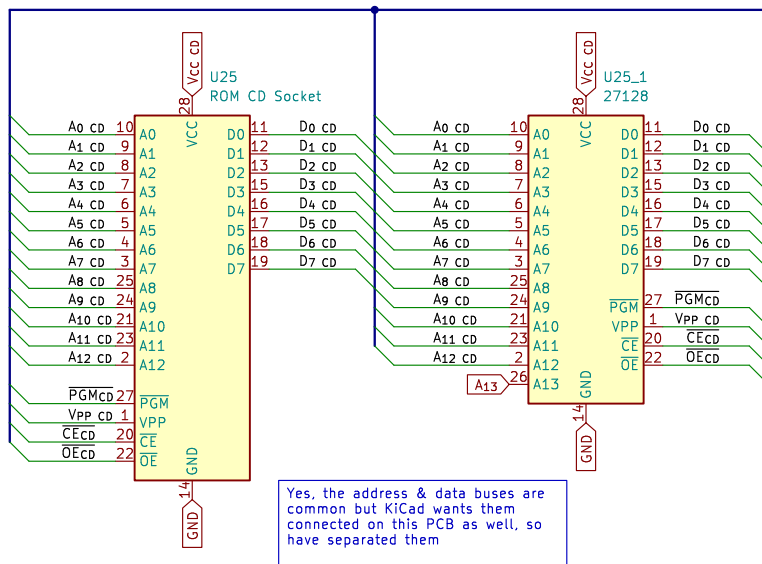 VCC CD
28
U25
ROM CD Socket
VCC
A0 CD 10 A0 D0 11 D0 CD
A1 CD 9 A1 D1 12 D1 CD
A2 CD 8 A2 D2 13 D2 CD
A3 CD 7 A3 D3 15 D3 CD
A4 CD 6 A4 D4 16 D4 CD
A5 CD 5 A5 D5 17 D5 CD
A6 CD 4 A6 D6 18 D6 CD
A7 CD 3 A7 D7 19 D7 CD
A8 CD 25 A8
A9 CD 24 A9
A10 CD 21 A10
A11 CD 23 A11
A12 CD 2 A12
PGMCD 27 PGM
VPP CD 1 VPP
CECD 20 CE
OECD 22 OE
GND
14
GND
VCC CD
28
U25_1
27128
VCC
A0 CD 10 A0 D0 11 D0 CD
A1 CD 9 A1 D1 12 D1 CD
A2 CD 8 A2 D2 13 D2 CD
A3 CD 7 A3 D3 15 D3 CD
A4 CD 6 A4 D4 16 D4 CD
A5 CD 5 A5 D5 17 D5 CD
A6 CD 4 A6 D6 18 D6 CD
A7 CD 3 A7 D7 19 D7 CD
A8 CD 25 A8
A9 CD 24 A9 PGM 27 PGMCD
A10 CD 21 A10 VPP 1 VPP CD
A11 CD 23 A11 CE 20 CECD
A12 CD 2 A12 OE 22 OECD
A13 26 A13
GND
14
GND
Yes, the address & data buses are
common but KiCad wants them
connected on this PCB as well, so
have separated them